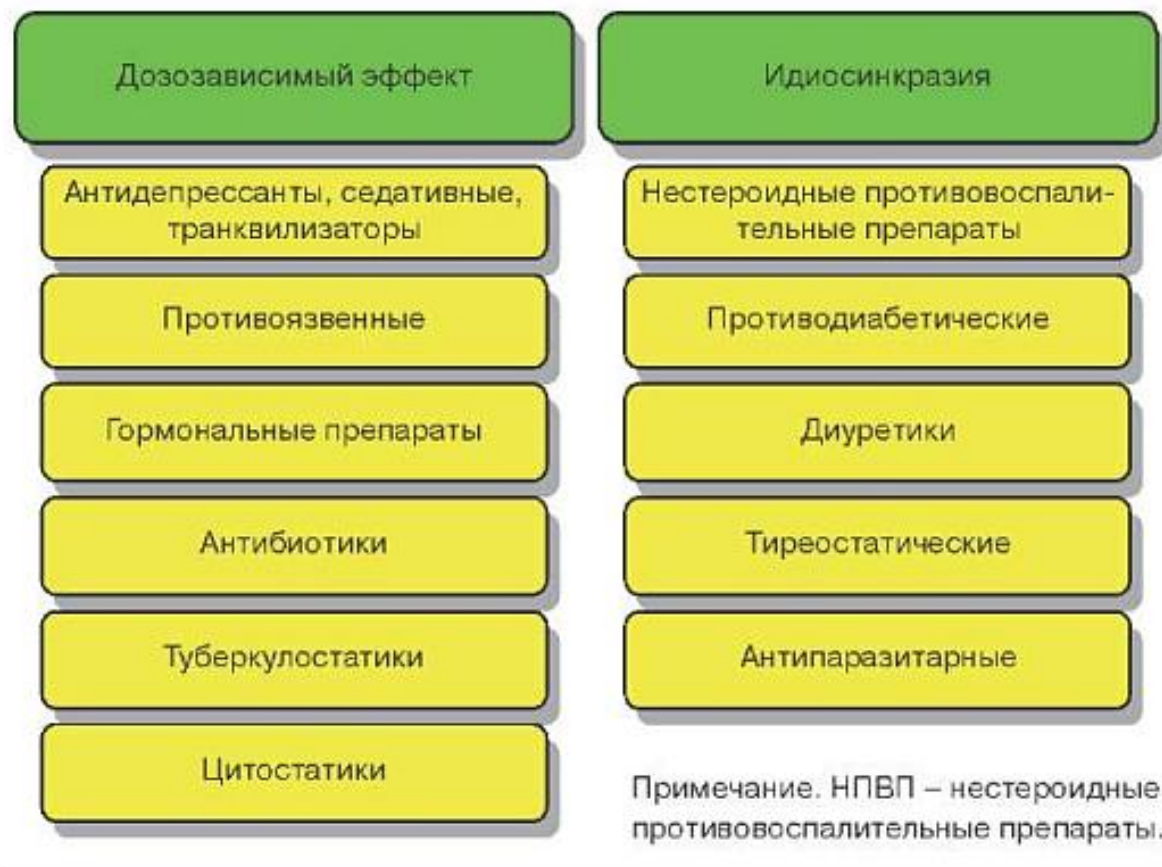 Дозозависимый эффект
Антидепрессанты, седативные,
транквилизаторы
Противоязвенные
Гормональные препараты
Антибиотики
Туберкулостатики
Цитостатики
Идиосинкразия
Нестероидные противовоспали-
тельные препараты
Противодиабетические
Диуретики
Тиреостатические
Антипаразитарные
Примечание. НПВП – нестероидные
противовоспалительные препараты.